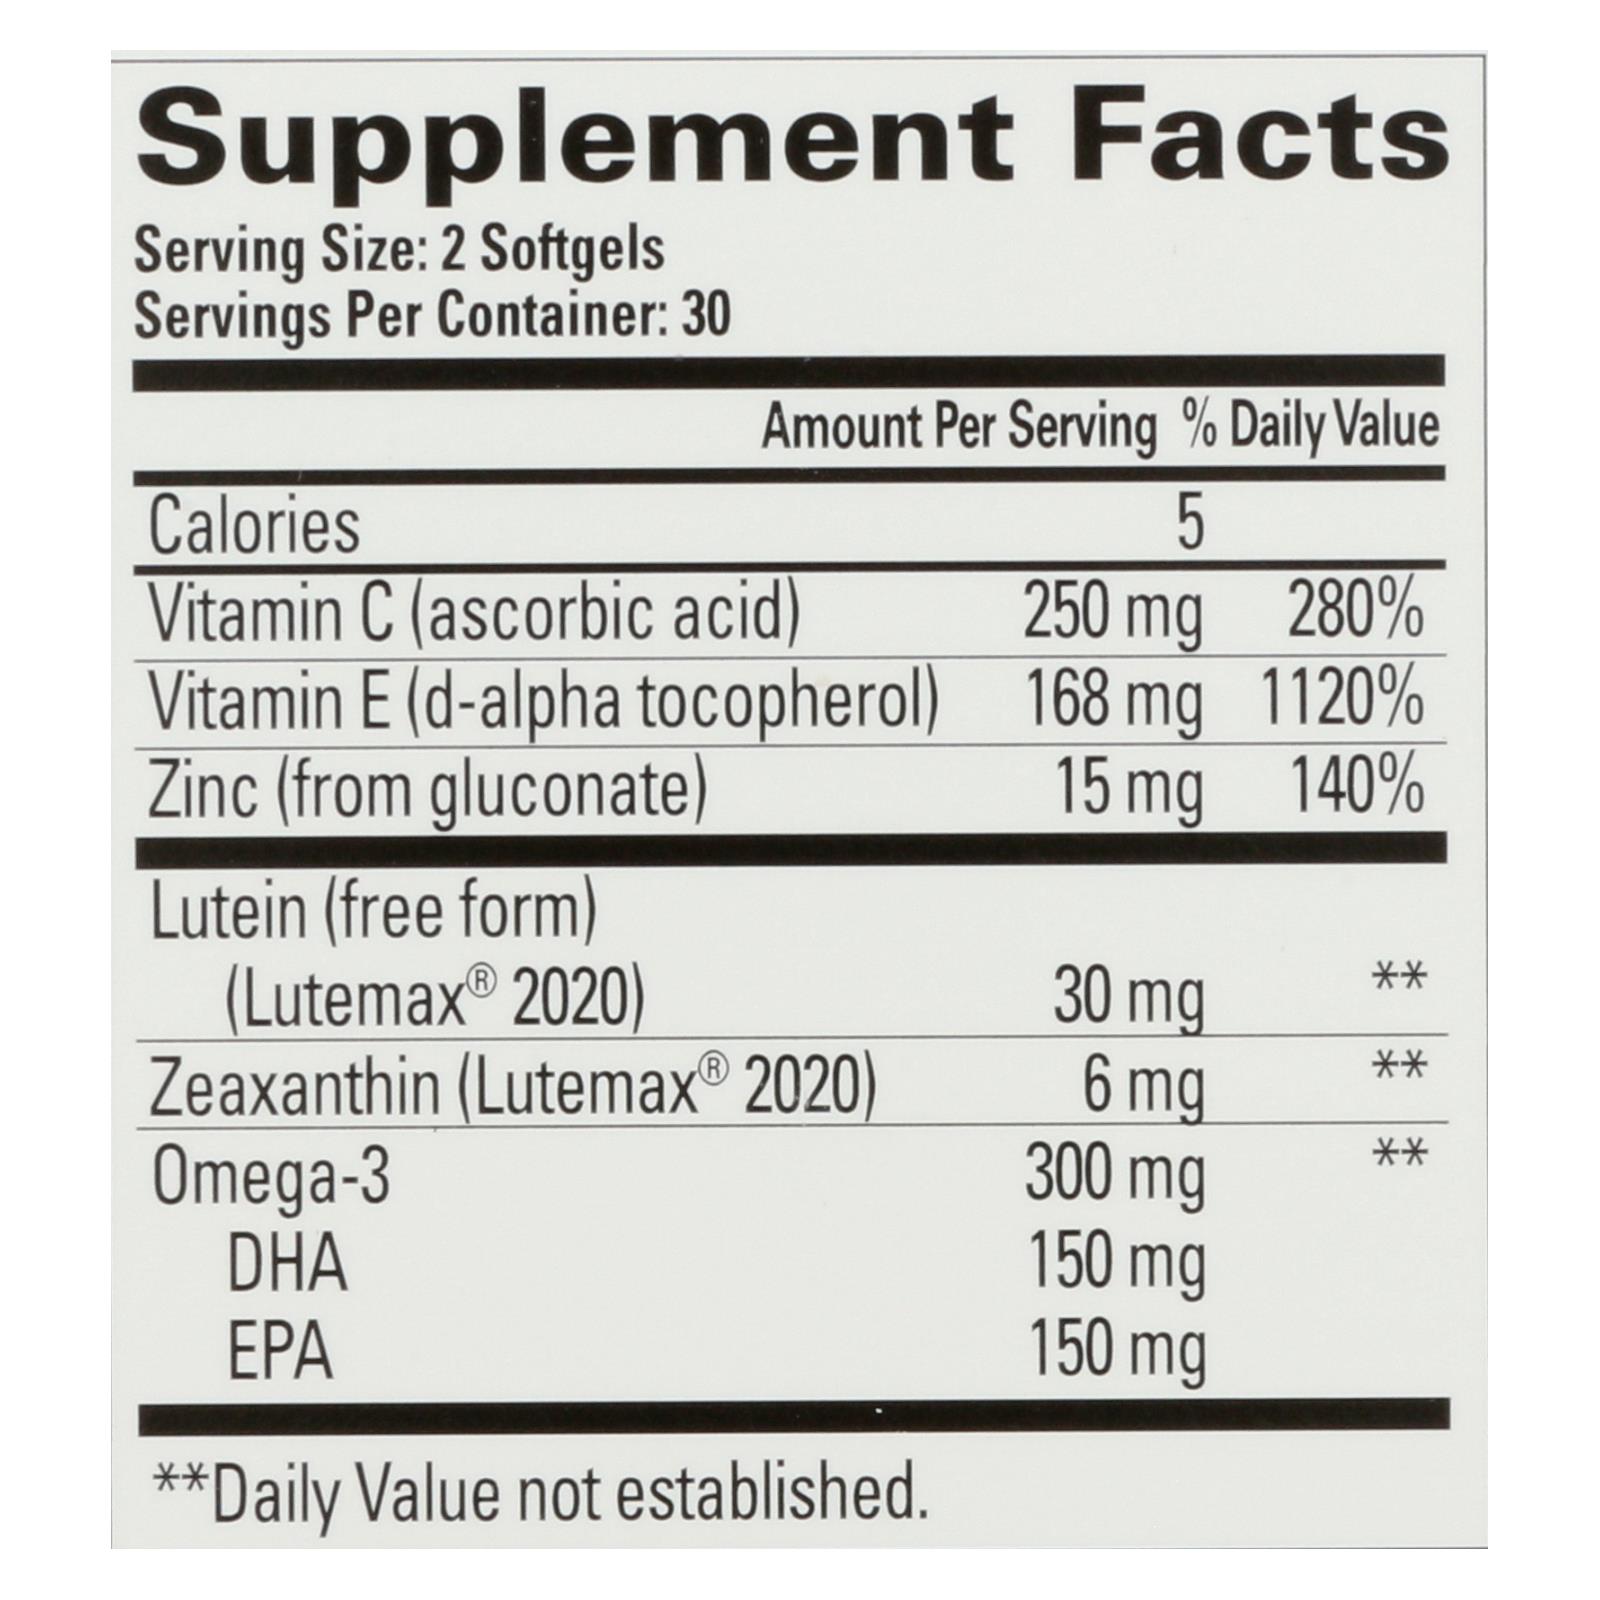 Supplement Facts
Serving Size: 2 Softgels
Servings Per Container: 30
Amount Per Serving % Daily Value
Calories 5
Vitamin C (ascorbic acid) 250 mg 280%
Vitamin E (d-alpha tocopherol) 168 mg 1120%
Zinc (from gluconate) 15 mg 140%
Lutein (free form)
(Lutemax® 2020) 30 mg **
Zeaxanthin (Lutemax® 2020) 6 mg **
Omega-3 300 mg **
DHA 150 mg
EPA 150 mg
**Daily Value not established.